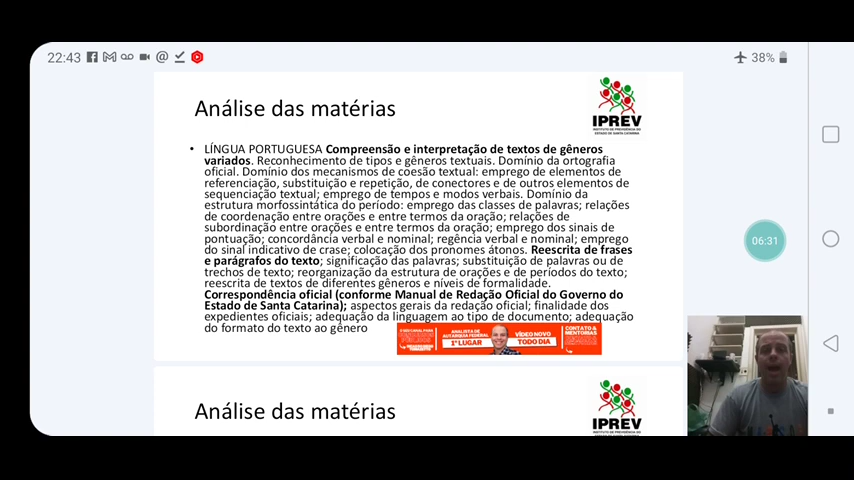 22:43
38%
Análise das matérias
IPREV
INSTITUTO DE PREVIDÊNCIA DO
ESTADO DE SANTA CATARINA
• LÍNGUA PORTUGUESA Compreensão e interpretação de textos de gêneros
variados. Reconhecimento de tipos e gêneros textuais. Domínio da ortografia
oficial. Domínio dos mecanismos de coesão textual: emprego de elementos de
referenciação, substituição e repetição, de conectores e de outros elementos de
sequenciação textual; emprego de tempos e modos verbais. Domínio da
estrutura morfossintática do período: emprego das classes de palavras; relações
de coordenação entre orações e entre termos da oração; relações de
subordinação entre orações e entre termos da oração; emprego dos sinais de
pontuação; concordância verbal e nominal; regência verbal e nominal; emprego
do sinal indicativo de crase; colocação dos pronomes átonos. Reescrita de frases
e parágrafos do texto; significação das palavras; substituição de palavras ou de
trechos de texto; reorganização da estrutura de orações e de períodos do texto;
reescrita de textos de diferentes gêneros e níveis de formalidade.
Correspondência oficial (conforme Manual de Redação Oficial do Governo do
Estado de Santa Catarina); aspectos gerais da redação oficial; finalidade dos
expedientes oficiais; adequação da linguagem ao tipo de documento; adequação
do formato do texto ao gênero
ANALISTA DE
AUTARQUIA FEDERAL
1º LUGAR
VÍDEO NOVO
TODO DIA
CONTATO &
MENTORIAS
06:31
Análise das matérias
IPREV